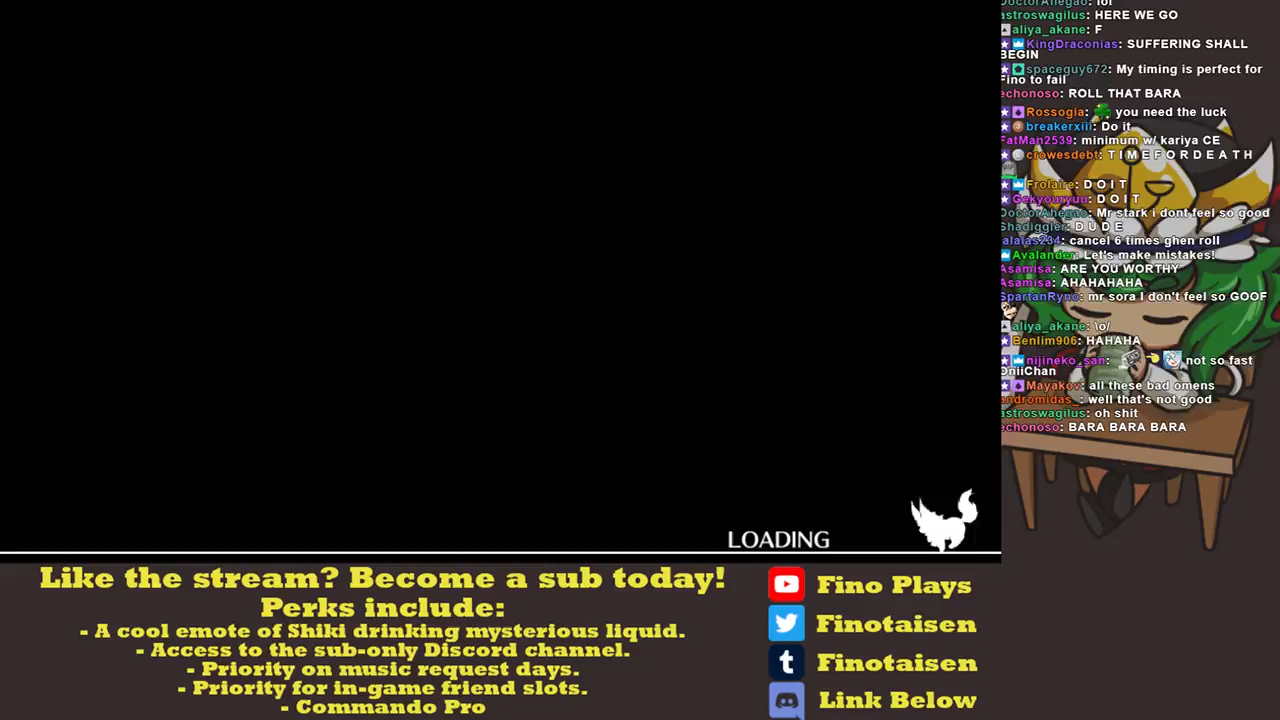 DoctorAhegao: lol
astroswagilus: HERE WE GO
aliya_akane: F
KingDraconias: SUFFERING SHALL
BEGIN
spaceguy672: My timing is perfect for
Fino to fail
echonoso: ROLL THAT BARA
Rossogia: you need the luck
breakerxiii: Do it
FatMan2539: minimum w/ kariya CE
crowesdebt: T I M E F O R D E A T H
Frolaire: D O I T
Gekyouryuu: D O I T
DoctorAhegao: Mr stark i dont feel so good
Shadiggier: D U D E
lalalas234: cancel 6 times ghen roll
Avalander: Let's make mistakes!
Asamisa: ARE YOU WORTHY
Asamisa: AHAHAHAHA
SpartanRyno: mr sora I don't feel so GOOF
aliya_akane: \o/
Benlim906: HAHAHA
nijineko_san: not so fast
OniiChan
Mayakov: all these bad omens
andromidas_: well that's not good
astroswagilus: oh shit
echonoso: BARA BARA BARA
LOADING
Like the stream? Become a sub today!
Perks include:
- A cool emote of Shiki drinking mysterious liquid.
- Access to the sub-only Discord channel.
- Priority on music request days.
- Priority for in-game friend slots.
- Commando Pro
Fino Plays
Finotaisen
Finotaisen
Link Below